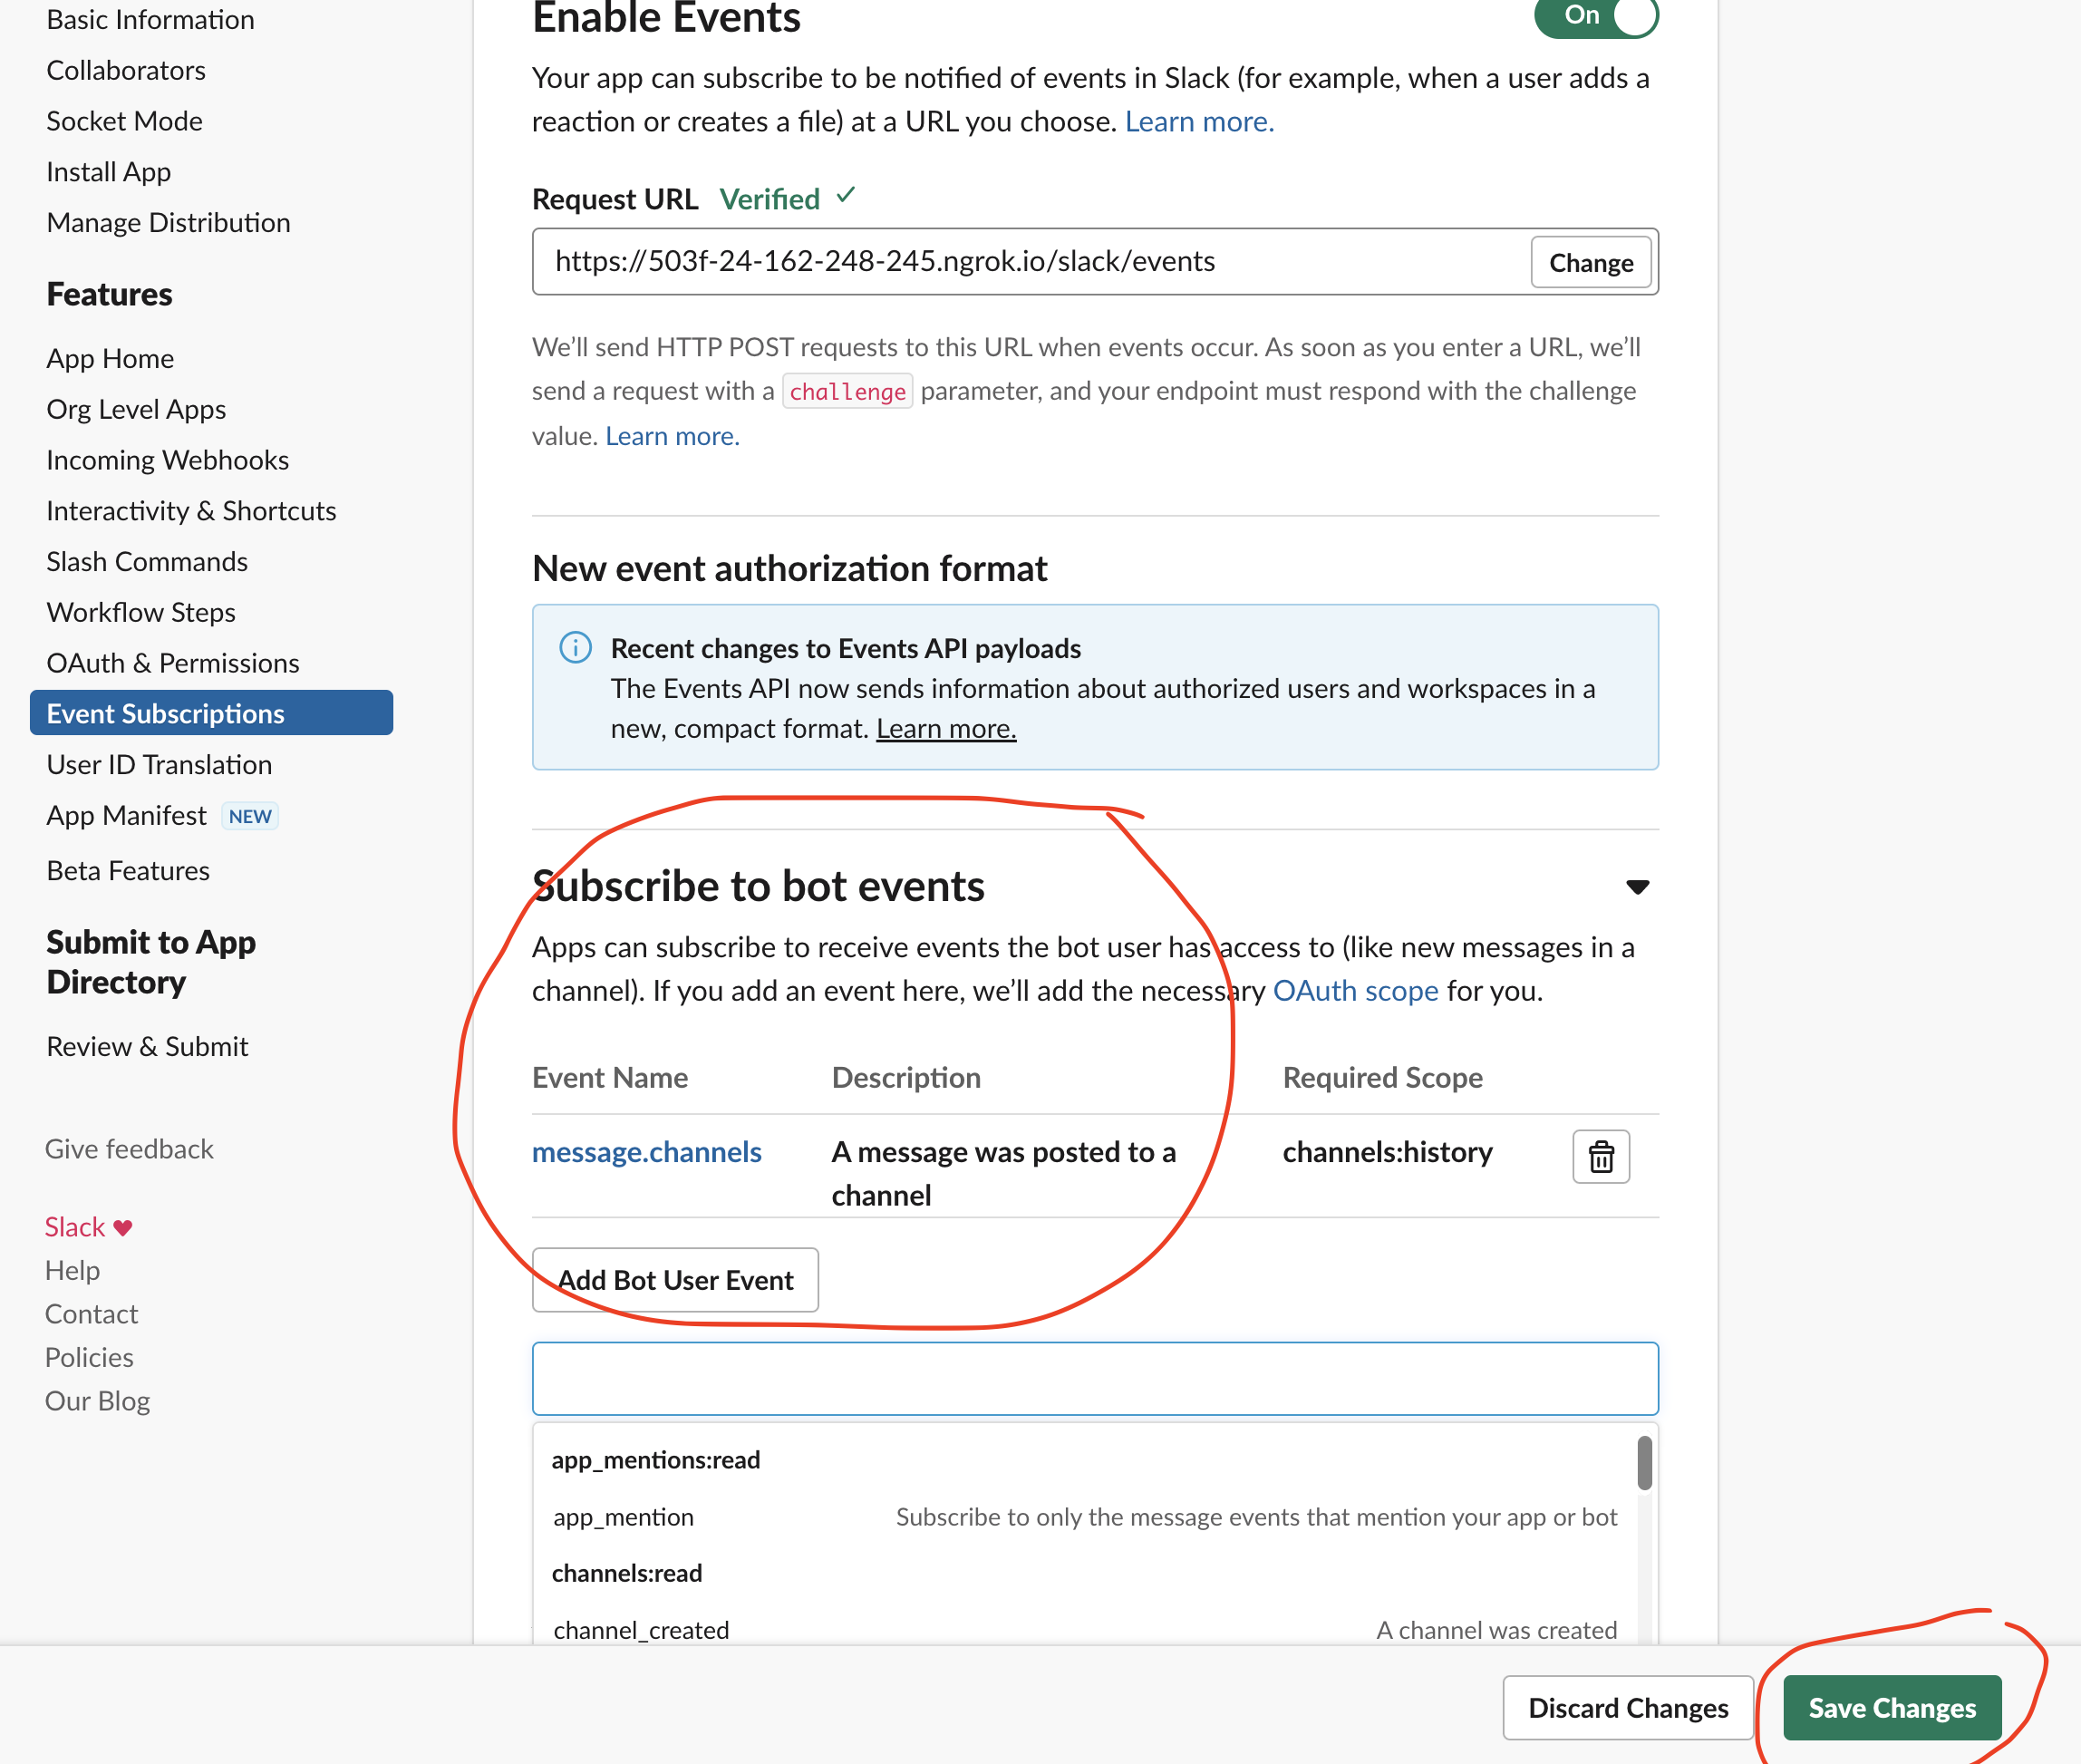 Basic Information
Collaborators
Socket Mode
Install App
Manage Distribution
Features
App Home
Org Level Apps
Incoming Webhooks
Interactivity & Shortcuts
Slash Commands
Workflow Steps
OAuth & Permissions
Event Subscriptions
User ID Translation
App Manifest NEW
Beta Features
Submit to App
Directory
Review & Submit
Give feedback
Slack ♥
Help
Contact
Policies
Our Blog
Enable Events
On
Your app can subscribe to be notified of events in Slack (for example, when a user adds a
reaction or creates a file) at a URL you choose. Learn more.
Request URL Verified ✓
https://503f-24-162-248-245.ngrok.io/slack/events
Change
We’ll send HTTP POST requests to this URL when events occur. As soon as you enter a URL, we’ll
send a request with a challenge parameter, and your endpoint must respond with the challenge
value. Learn more.
New event authorization format
Recent changes to Events API payloads
The Events API now sends information about authorized users and workspaces in a
new, compact format. Learn more.
Subscribe to bot events
Apps can subscribe to receive events the bot user has access to (like new messages in a
channel). If you add an event here, we’ll add the necessary OAuth scope for you.
Event Name Description Required Scope
message.channels A message was posted to a channels:history
channel
Add Bot User Event
app_mentions:read
app_mention Subscribe to only the message events that mention your app or bot
channels:read
channel_created A channel was created
Discard Changes Save Changes